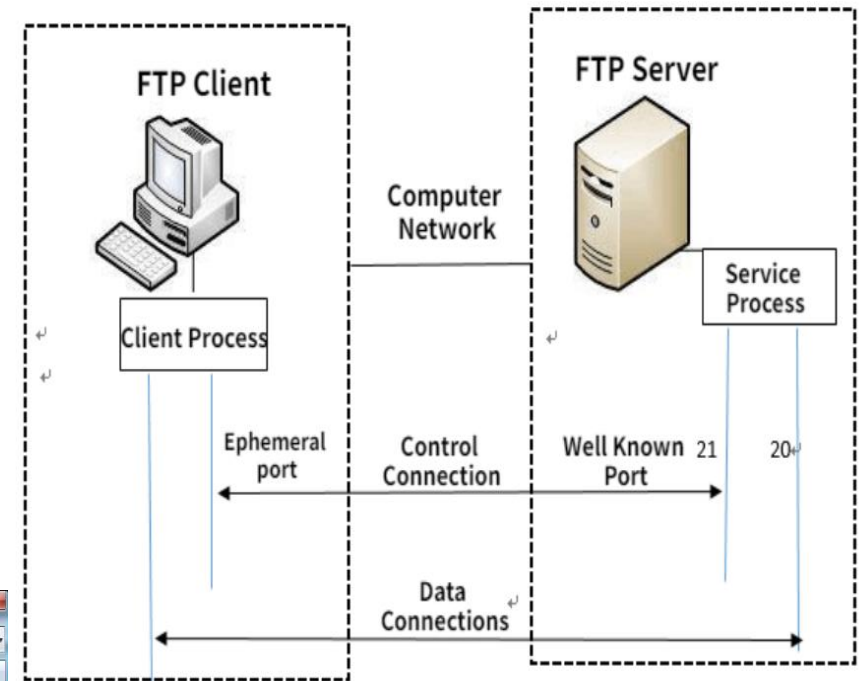 FTP Client
FTP Server
Computer
Network
Service
Process
Client Process
Ephemeral
port
Control
Connection
Well Known
Port
21
20
Data
Connections